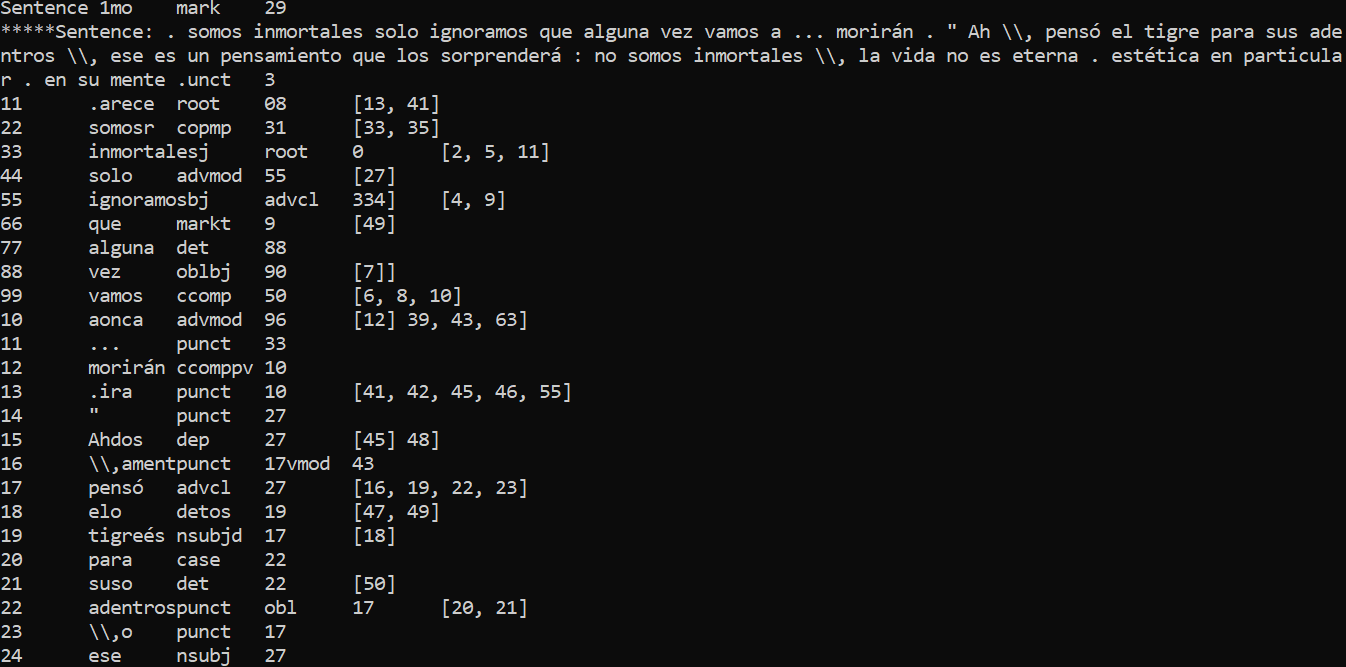 Sentence 1mo mark 29
*****Sentence: . somos inmortales solo ignoramos que alguna vez vamos a ... morirán . " Ah \\, pensó el tigre para sus ade
ntros \\, ese es un pensamiento que los sorprenderá : no somos inmortales \\, la vida no es eterna . estética en particula
r . en su mente .unct 3
11 .arece root 08 [13, 41]
22 somosr copmp 31 [33, 35]
33 inmortalesj root 0 [2, 5, 11]
44 solo advmod 55 [27]
55 ignoramosbj advcl 334] [4, 9]
66 que markt 9 [49]
77 alguna det 88
88 vez oblbj 90 [7]]
99 vamos ccomp 50 [6, 8, 10]
10 aonca advmod 96 [12] 39, 43, 63]
11 ... punct 33
12 morirán ccomppv 10
13 .ira punct 10 [41, 42, 45, 46, 55]
14 " punct 27
15 Ahdos dep 27 [45] 48]
16 \\,amentpunct 17vmod 43
17 pensó advcl 27 [16, 19, 22, 23]
18 elo detos 19 [47, 49]
19 tigreés nsubjd 17 [18]
20 para case 22
21 suso det 22 [50]
22 adentrospunct obl 17 [20, 21]
23 \\,o punct 17
24 ese nsubj 27